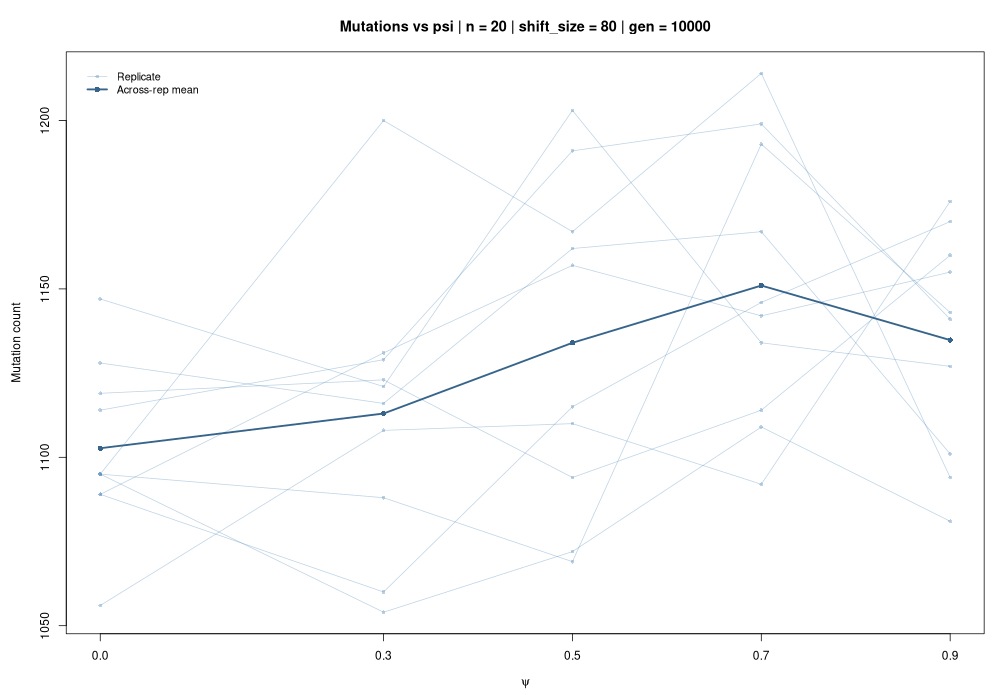 Mutations vs psi | n = 20 | shift_size = 80 | gen = 10000
Replicate
Across-rep mean
Mutation count
1200
1150
1100
1050
0.0 0.3 0.5 0.7 0.9
ψ